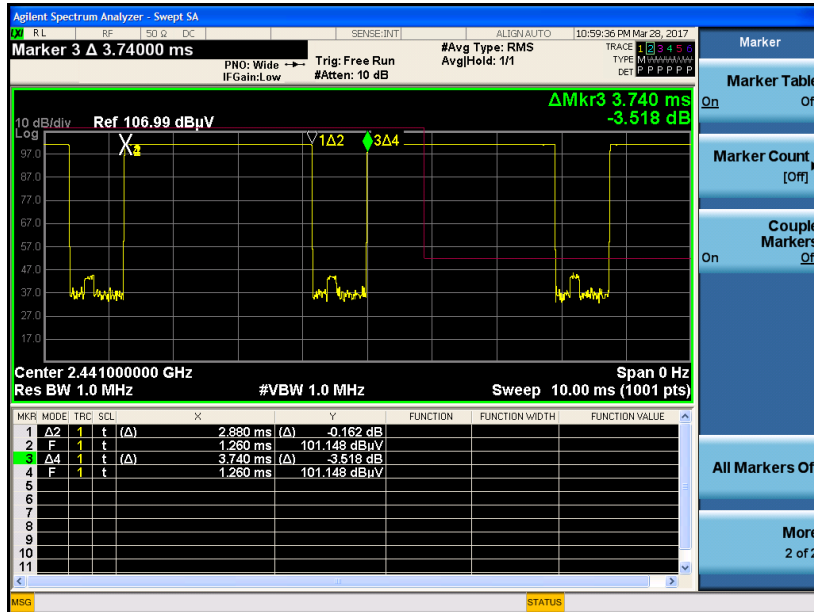 Agilent Spectrum Analyzer - Swept SA
LXI RL RF 50 Ω DC SENSE:INT ALIGN AUTO 10:59:36 PM Mar 28, 2017
Marker 3 Δ 3.74000 ms
PNO: Wide
IFGain:Low
Trig: Free Run
#Atten: 10 dB
#Avg Type: RMS
Avg|Hold: 1/1
TRACE 1 2 3 4 5 6
TYPE M
DET P P P P P P
ΔMkr3 3.740 ms
-3.518 dB
10 dB/div Ref 106.99 dBµV
Log
97.0
87.0
77.0
67.0
57.0
47.0
37.0
27.0
17.0
1Δ2
3Δ4
Center 2.441000000 GHz Span 0 Hz
Res BW 1.0 MHz #VBW 1.0 MHz Sweep 10.00 ms (1001 pts)
MKR MODE TRC SCL X Y FUNCTION FUNCTION WIDTH FUNCTION VALUE
1 Δ2 1 t (Δ) 2.880 ms (Δ) -0.162 dB
2 F 1 t 1.260 ms 101.148 dBµV
3 Δ4 1 t (Δ) 3.740 ms (Δ) -3.518 dB
4 F 1 t 1.260 ms 101.148 dBµV
5
6
7
8
9
10
11
MSG STATUS
Marker
Marker Table
On Of
Marker Count
[Off]
Couple
Markers
On Of
All Markers Of
More
2 of 2